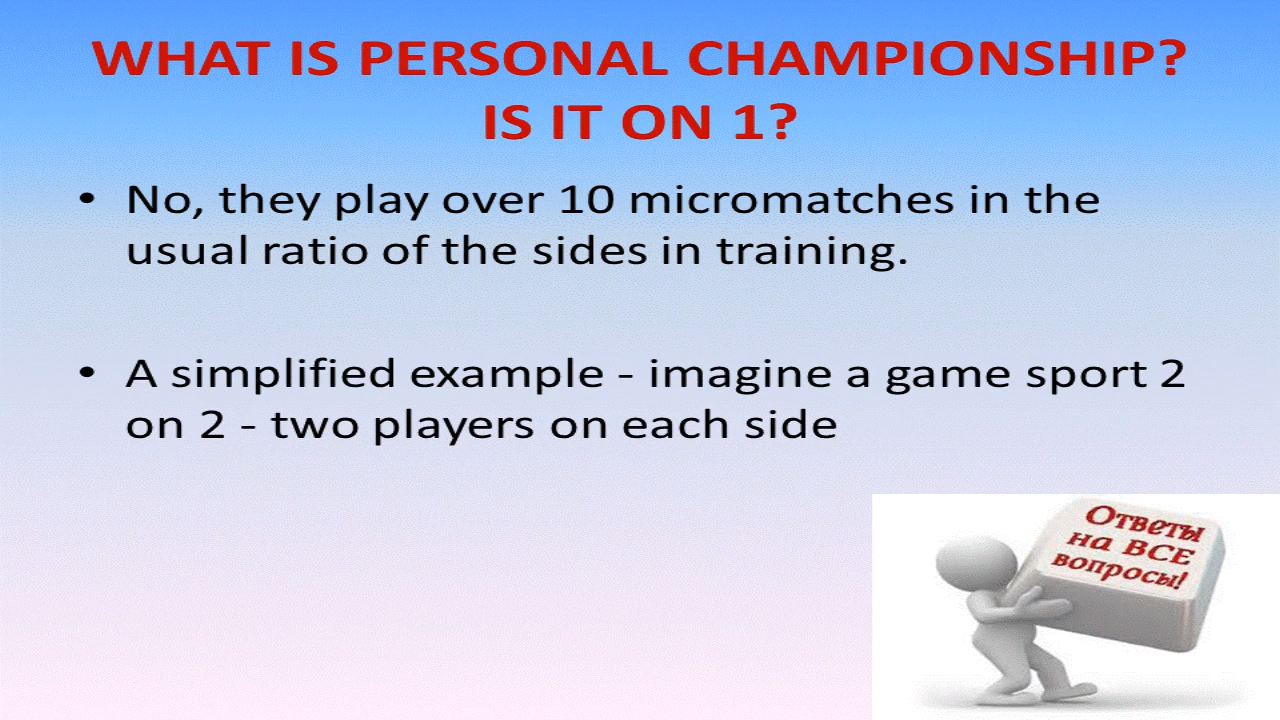 WHAT IS PERSONAL CHAMPIONSHIP?
IS IT ON 1?
• No, they play over 10 micromatches in the
usual ratio of the sides in training.
• A simplified example - imagine a game sport 2
on 2 - two players on each side
Ответы
на ВСЕ
вопросы!